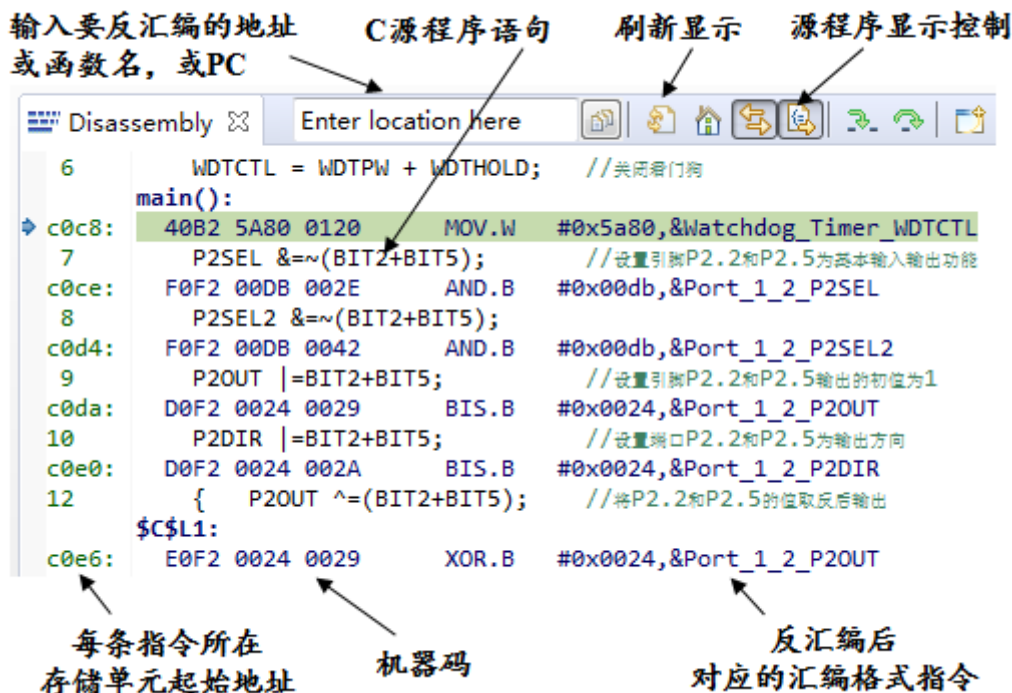 输入要反汇编的地址
或函数名，或PC
C源程序语句
刷新显示
源程序显示控制
Disassembly
Enter location here
6 WDTCTL = WDTPW + WDTHOLD; //关闭看门狗
main():
c0c8: 40B2 5A80 0120 MOV.W #0x5a80,&Watchdog_Timer_WDTCTL
7 P2SEL &=~(BIT2+BIT5); //设置引脚P2.2和P2.5为基本输入输出功能
c0ce: F0F2 00DB 002E AND.B #0x00db,&Port_1_2_P2SEL
8 P2SEL2 &=~(BIT2+BIT5);
c0d4: F0F2 00DB 0042 AND.B #0x00db,&Port_1_2_P2SEL2
9 P2OUT |=BIT2+BIT5; //设置引脚P2.2和P2.5输出的初值为1
c0da: D0F2 0024 0029 BIS.B #0x0024,&Port_1_2_P2OUT
10 P2DIR |=BIT2+BIT5; //设置端口P2.2和P2.5为输出方向
c0e0: D0F2 0024 002A BIS.B #0x0024,&Port_1_2_P2DIR
12 { P2OUT ^=(BIT2+BIT5); //将P2.2和P2.5的值取反后输出
$C$L1:
c0e6: E0F2 0024 0029 XOR.B #0x0024,&Port_1_2_P2OUT
每条指令所在
存储单元起始地址
机器码
反汇编后
对应的汇编格式指令